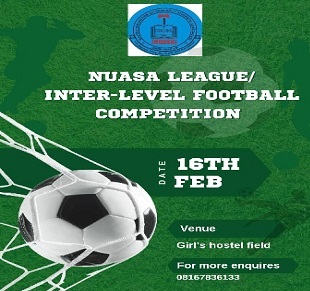 NUASA LEAGUE/
INTER-LEVEL FOOTBALL
COMPETITION
DATE
16TH
FEB
Venue
Girl's hostel field
For more enquires
08167836133